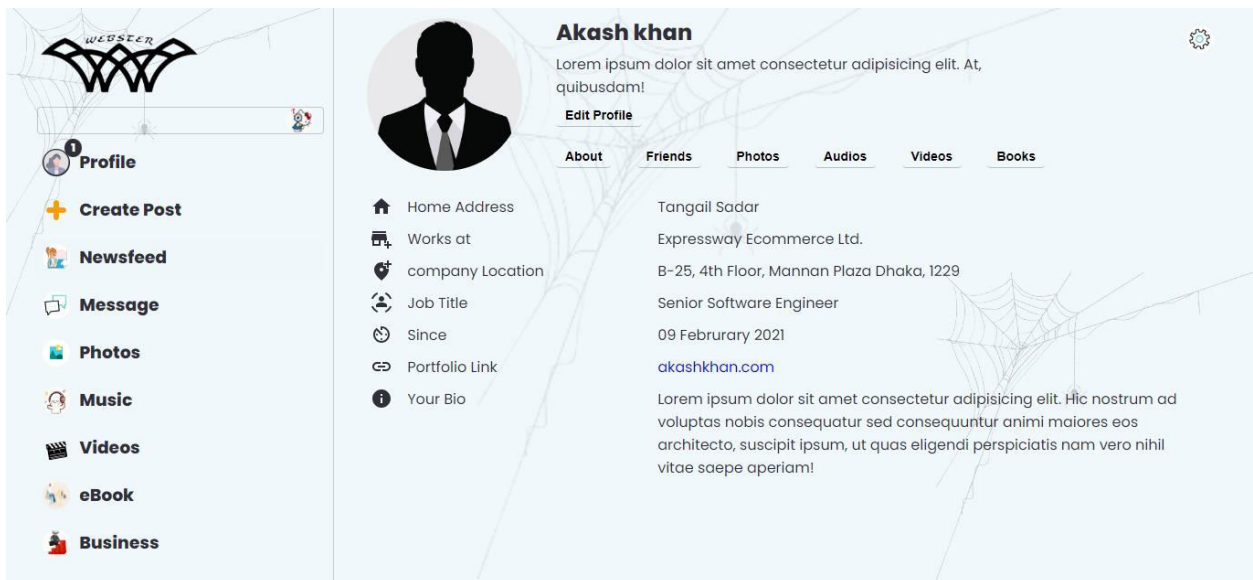 WEBSTER
1
Profile
Create Post
Newsfeed
Message
Photos
Music
Videos
eBook
Business
Akash khan
Lorem ipsum dolor sit amet consectetur adipisicing elit. At,
quibusdam!
Edit Profile
About Friends Photos Audios Videos Books
Home Address Tangail Sadar
Works at Expressway Ecommerce Ltd.
company Location B-25, 4th Floor, Mannan Plaza Dhaka, 1229
Job Title Senior Software Engineer
Since 09 Februrary 2021
Portfolio Link akashkhan.com
Your Bio Lorem ipsum dolor sit amet consectetur adipisicing elit. Hic nostrum ad
voluptas nobis consequatur sed consequuntur animi maiores eos
architecto, suscipit ipsum, ut quas eligendi perspiciatis nam vero nihil
vitae saepe aperiam!